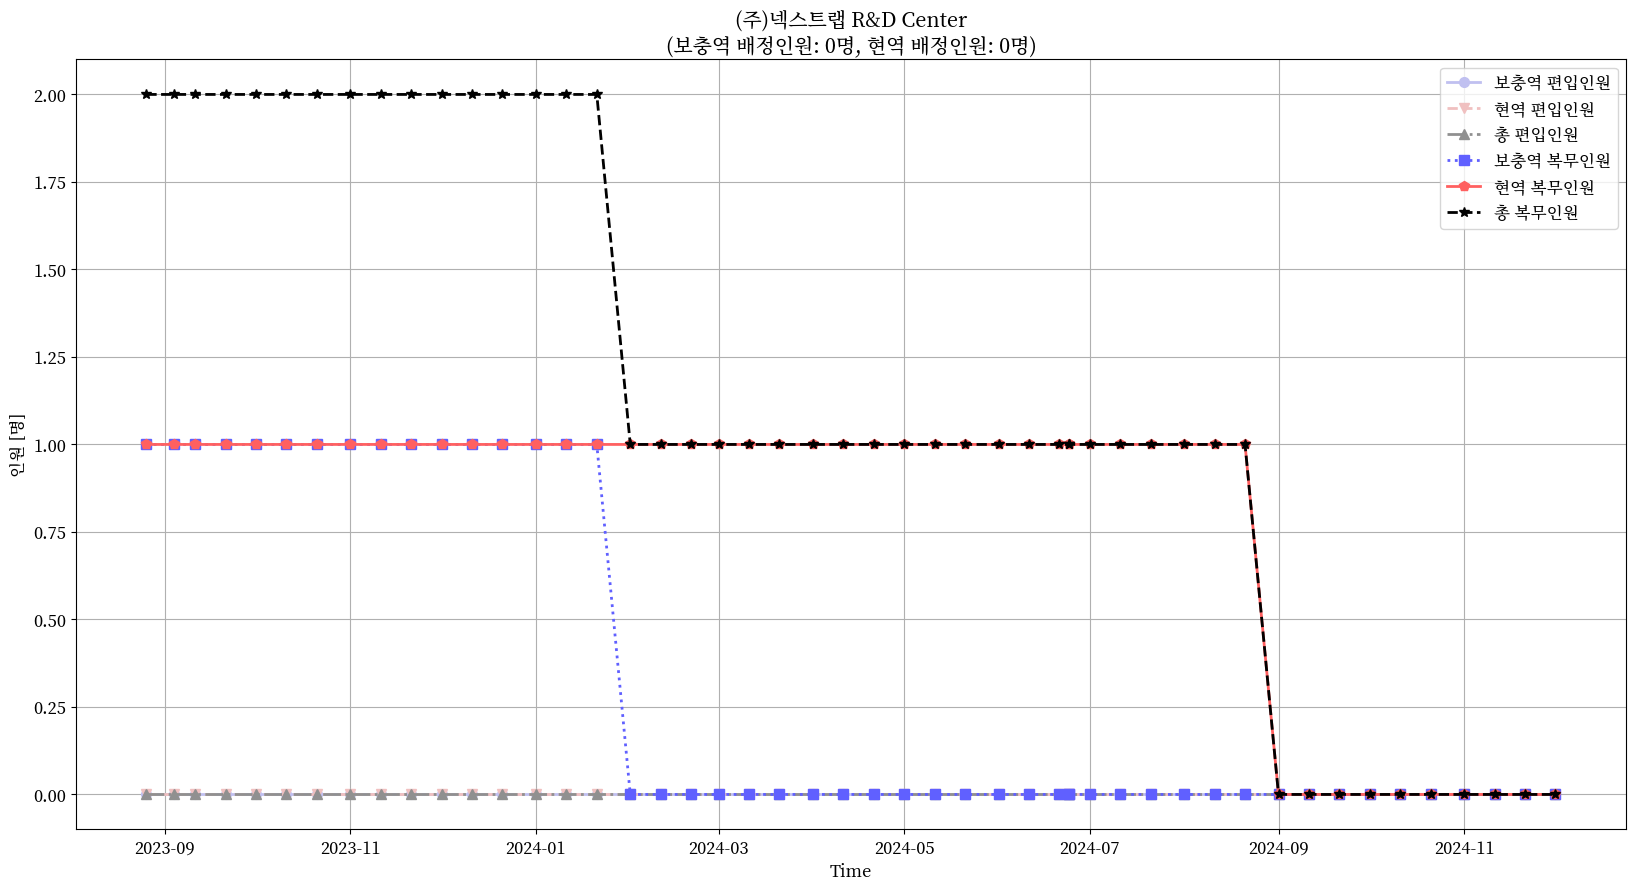 (주)넥스트랩 R&D Center
(보충역 배정인원: 0명, 현역 배정인원: 0명)
보충역 편입인원
현역 편입인원
총 편입인원
보충역 복무인원
현역 복무인원
총 복무인원
인원 [명]
2.00
1.75
1.50
1.25
1.00
0.75
0.50
0.25
0.00
2023-09
2023-11
2024-01
2024-03
2024-05
2024-07
2024-09
2024-11
Time